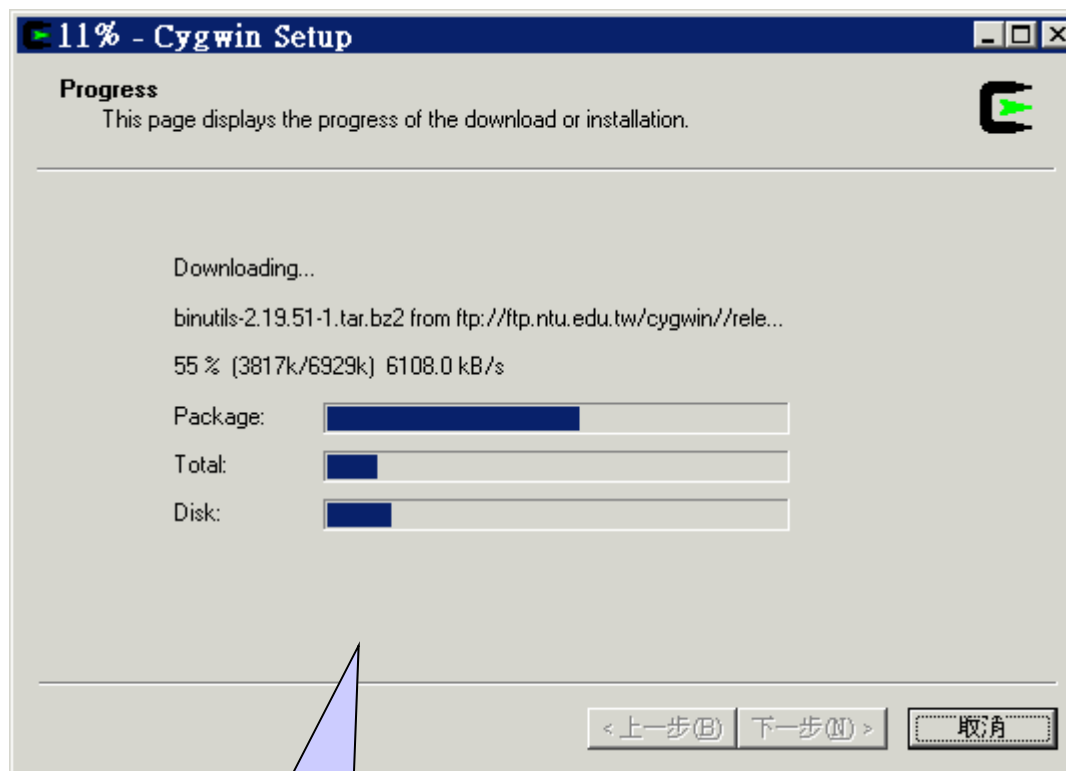 11% - Cygwin Setup
Progress
This page displays the progress of the download or installation.
Downloading...
binutils-2.19.51-1.tar.bz2 from ftp://ftp.ntu.edu.tw/cygwin//rele...
55 % (3817k/6929k) 6108.0 kB/s
Package:
Total:
Disk:
< 上一步(B) 下一步(N) > 取消